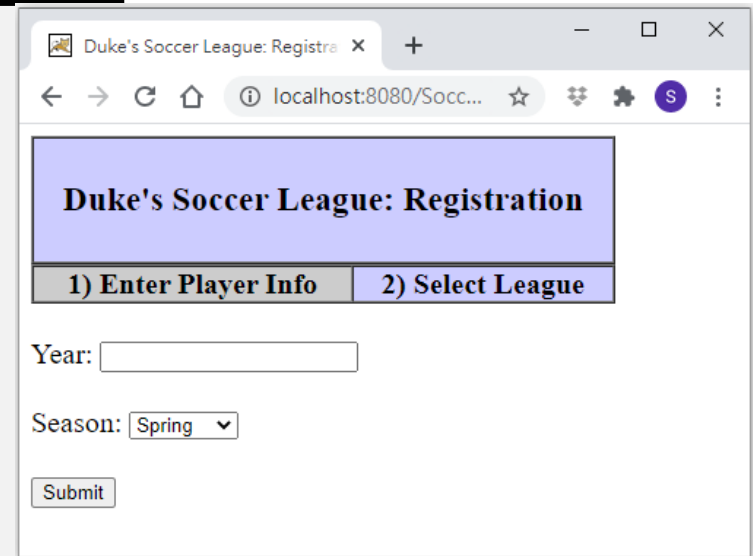 Duke's Soccer League: Registra
localhost:8080/Socc...
S
Duke's Soccer League: Registration
1) Enter Player Info 2) Select League
Year:
Season: Spring
Submit